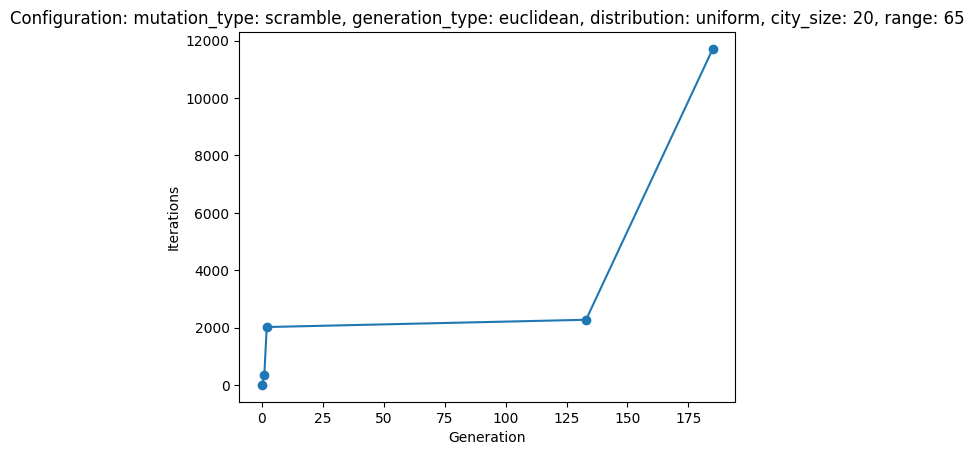 Configuration: mutation_type: scramble, generation_type: euclidean, distribution: uniform, city_size: 20, range: 65
12000
10000
8000
6000
4000
2000
0
Iterations
0 25 50 75 100 125 150 175
Generation